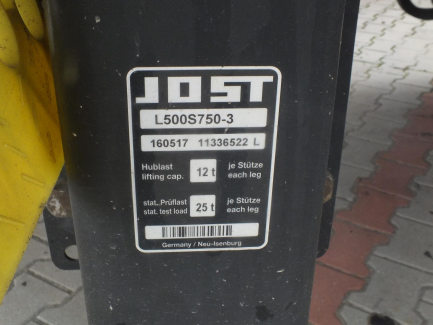 JOST
L500S750-3
160517 11336522 L
Hublast 12 t je Stütze
lifting cap. each leg
stat. Prüflast 25 t je Stütze
stat. test load each leg
Germany / Neu-Isenburg